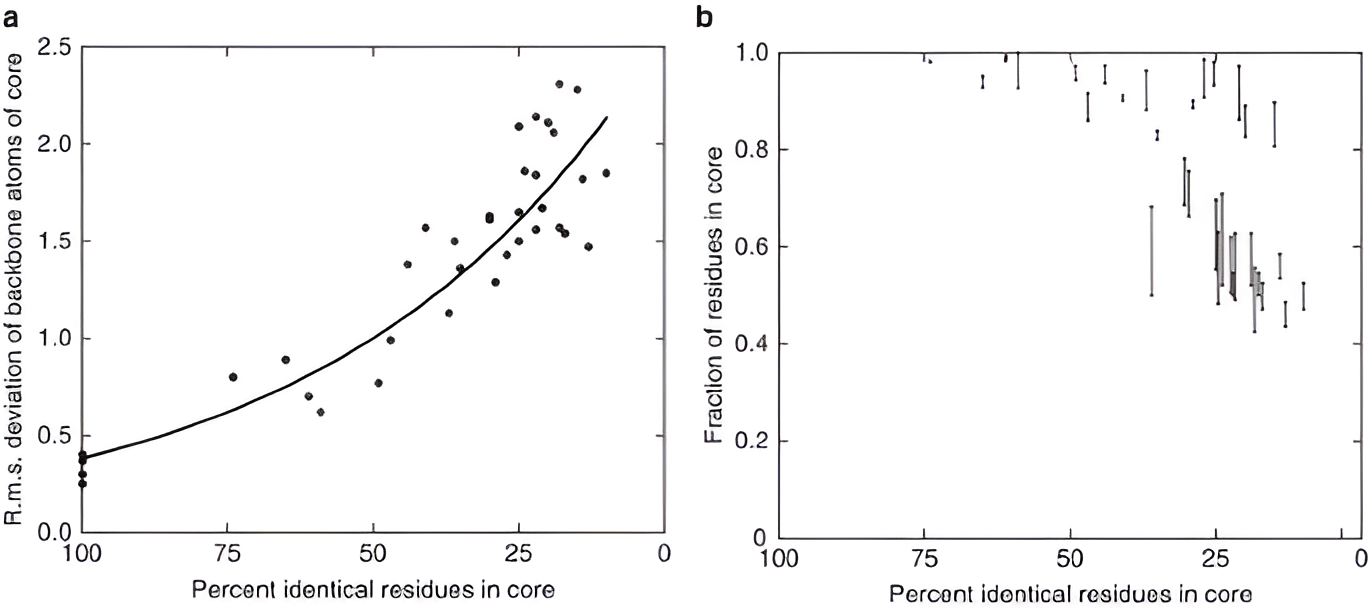 a
R.m.s. deviation of backbone atoms of core
2.5
2.0
1.5
1.0
0.5
0.0
100 75 50 25 0
Percent identical residues in core
b
Fraction of residues in core
1.0
0.8
0.6
0.4
0.2
0
100 75 50 25 0
Percent identical residues in core